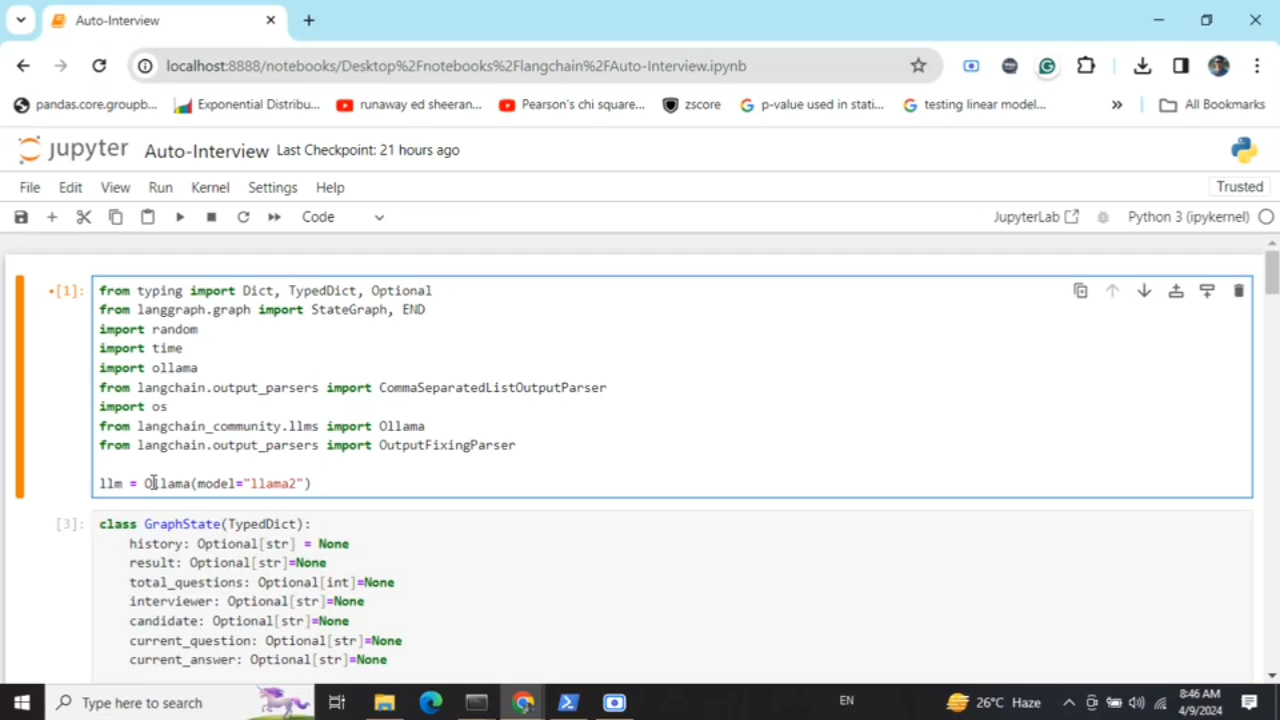 Auto-Interview
localhost:8888/notebooks/Desktop%2Fnotebooks%2Flangchain%2FAuto-Interview.ipynb
pandas.core.groupb... Exponential Distribu... runaway ed sheeran... Pearson's chi square... zscore p-value used in stati... testing linear model... » All Bookmarks
jupyter Auto-Interview Last Checkpoint: 21 hours ago
File Edit View Run Kernel Settings Help Trusted
Code JupyterLab Python 3 (ipykernel)
•[1]: from typing import Dict, TypedDict, Optional
from langgraph.graph import StateGraph, END
import random
import time
import ollama
from langchain.output_parsers import CommaSeparatedListOutputParser
import os
from langchain_community.llms import Ollama
from langchain.output_parsers import OutputFixingParser
llm = Ollama(model="llama2")
[3]: class GraphState(TypedDict):
history: Optional[str] = None
result: Optional[str]=None
total_questions: Optional[int]=None
interviewer: Optional[str]=None
candidate: Optional[str]=None
current_question: Optional[str]=None
current_answer: Optional[str]=None
Type here to search EN 26°C Haze 8:46 AM
4/9/2024